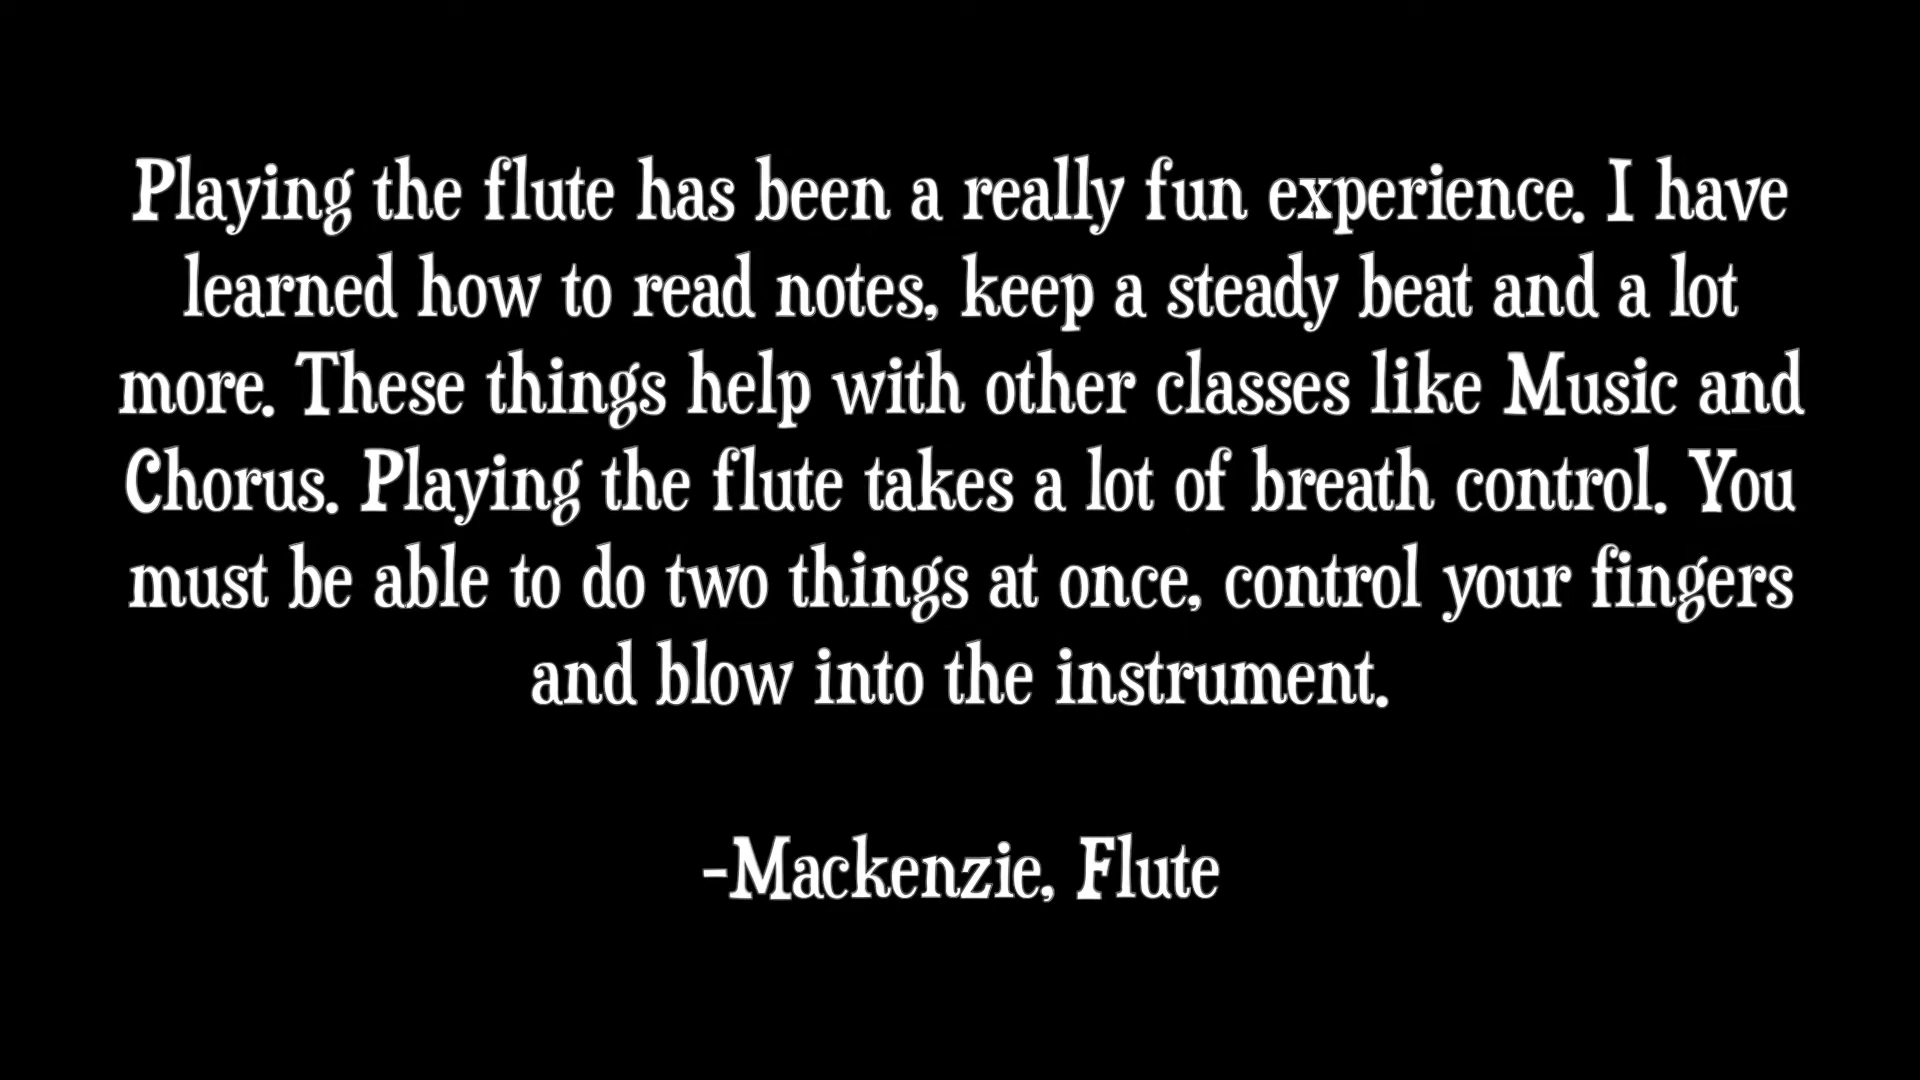 Playing the flute has been a really fun experience. I have
learned how to read notes, keep a steady beat and a lot
more. These things help with other classes like Music and
Chorus. Playing the flute takes a lot of breath control. You
must be able to do two things at once, control your fingers
and blow into the instrument.
-Mackenzie, Flute